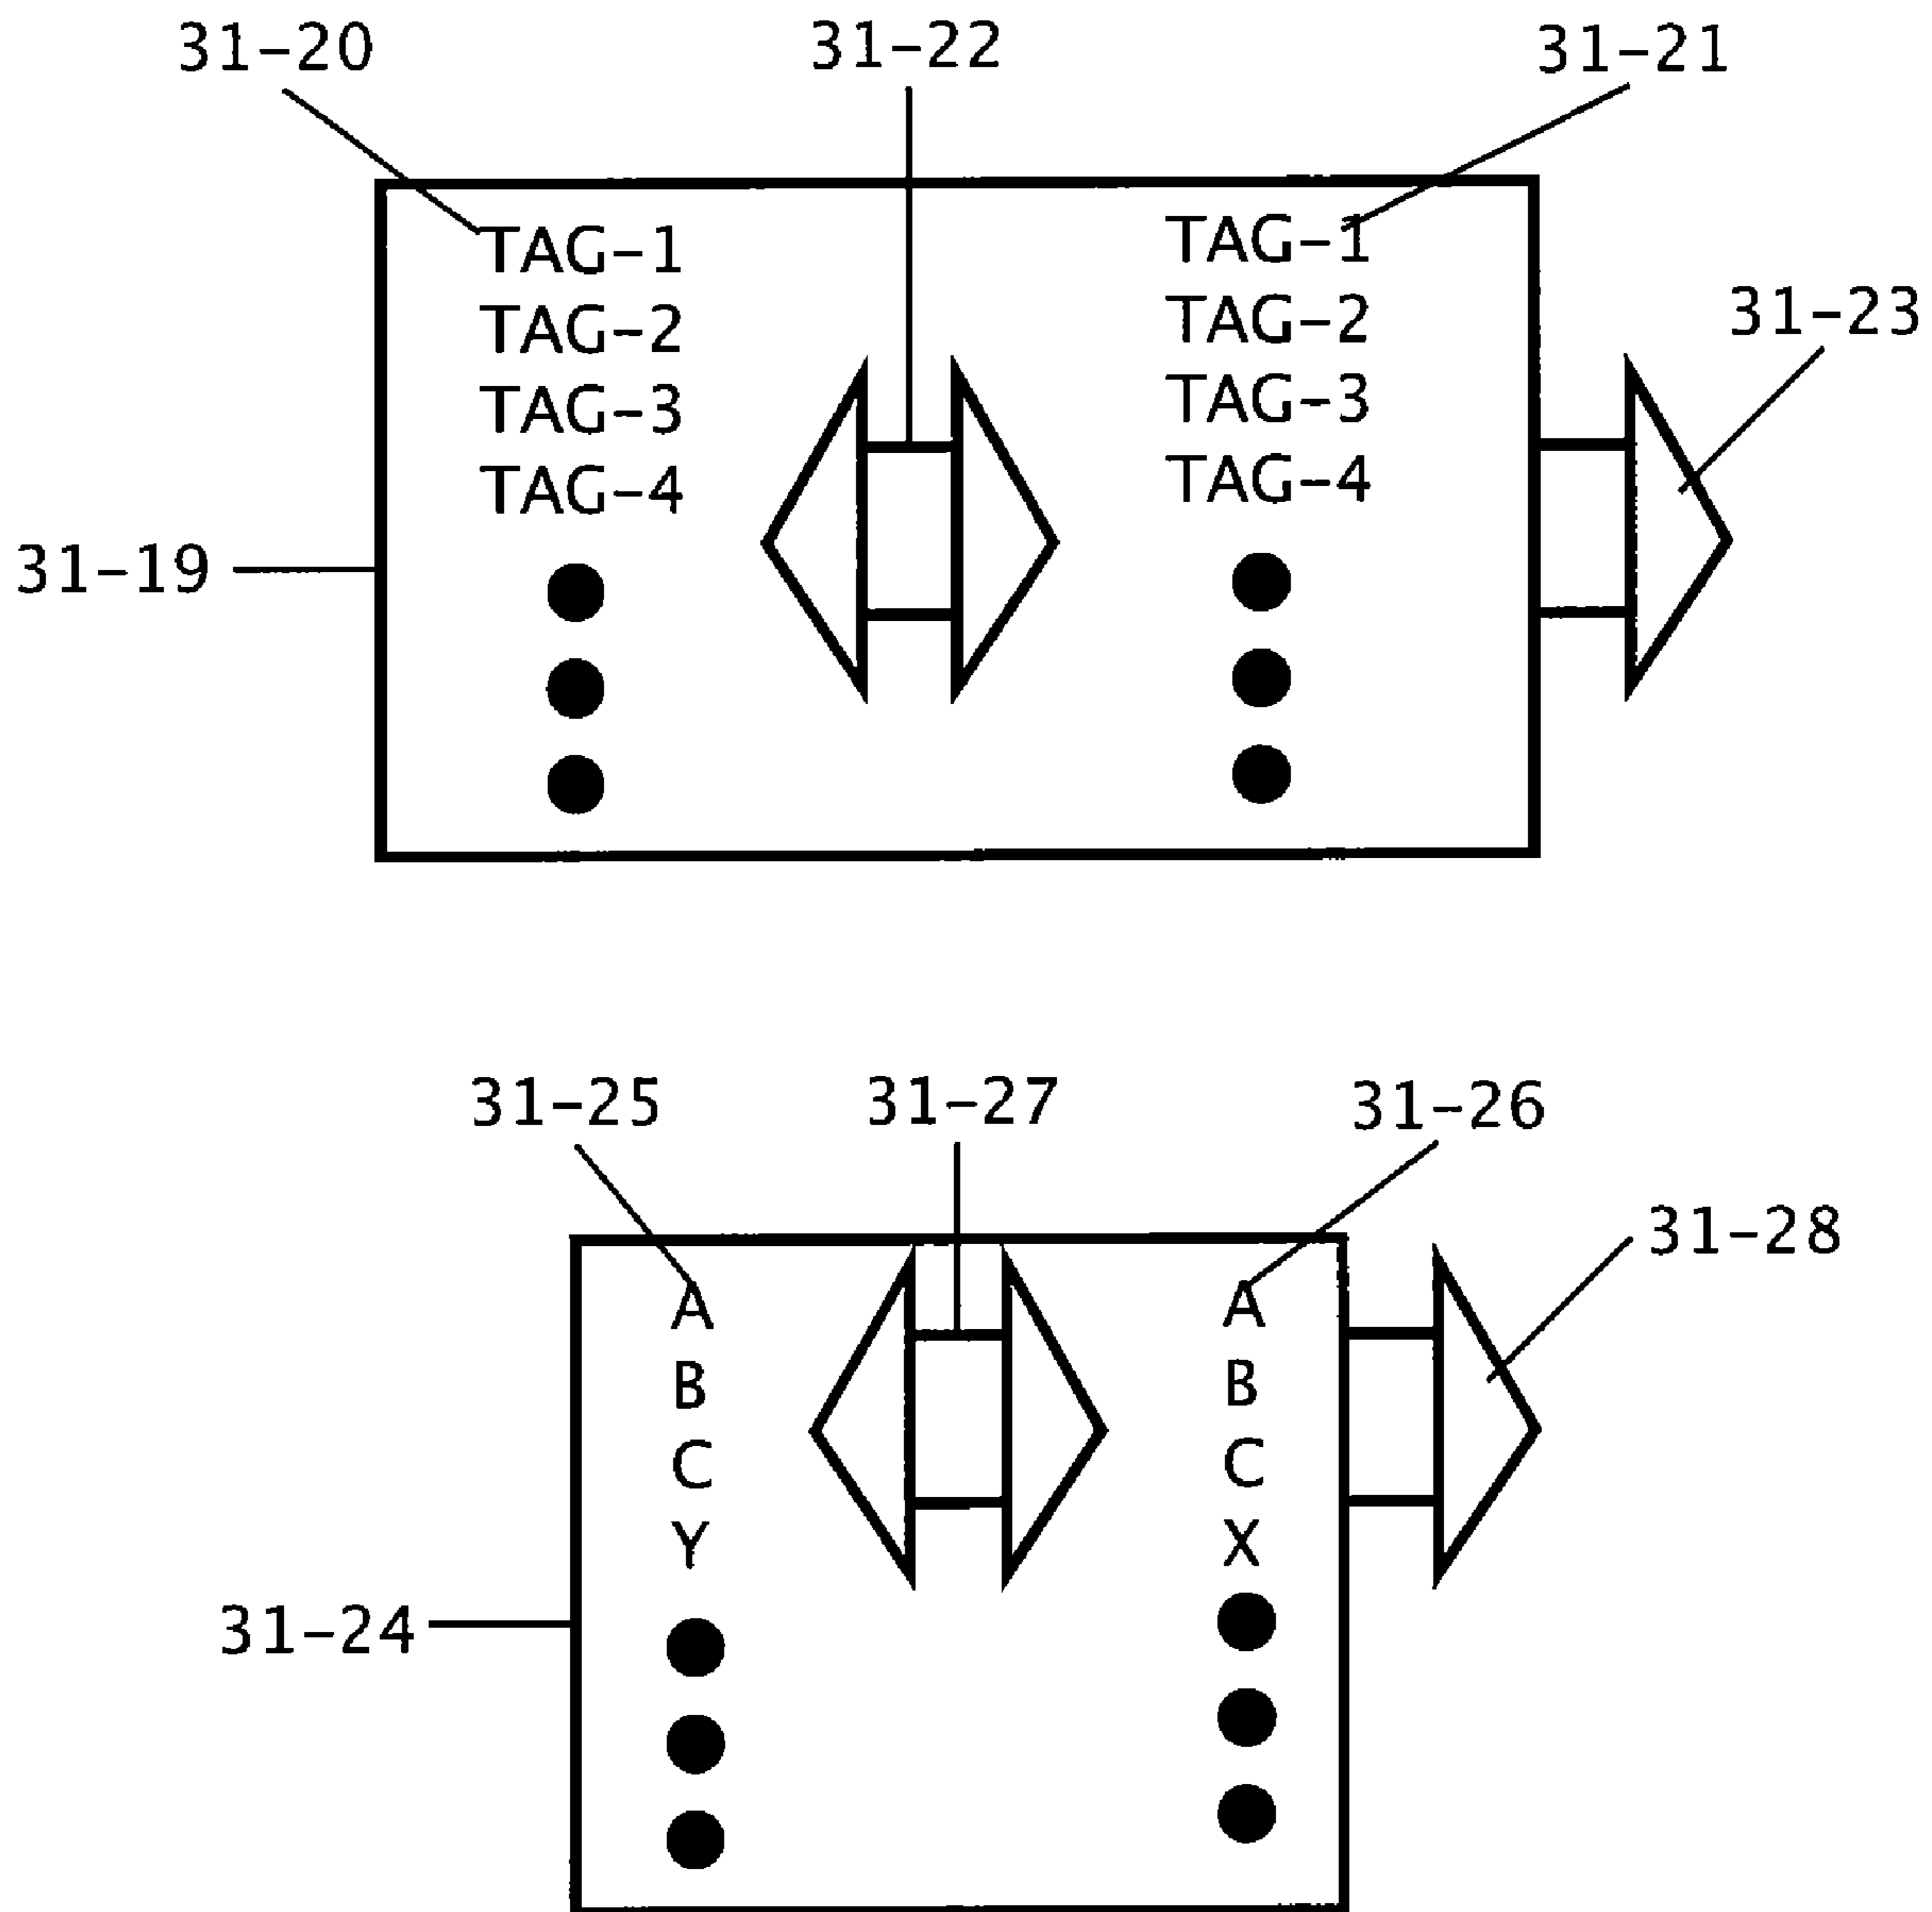 31-20 31-22 31-21
TAG-1 TAG-1
31-23
TAG-2 TAG-2
TAG-3 TAG-3
TAG-4 TAG-4
31-19
31-25 31-27 31-26
31-28
A A
B B
C C
Y X
31-24